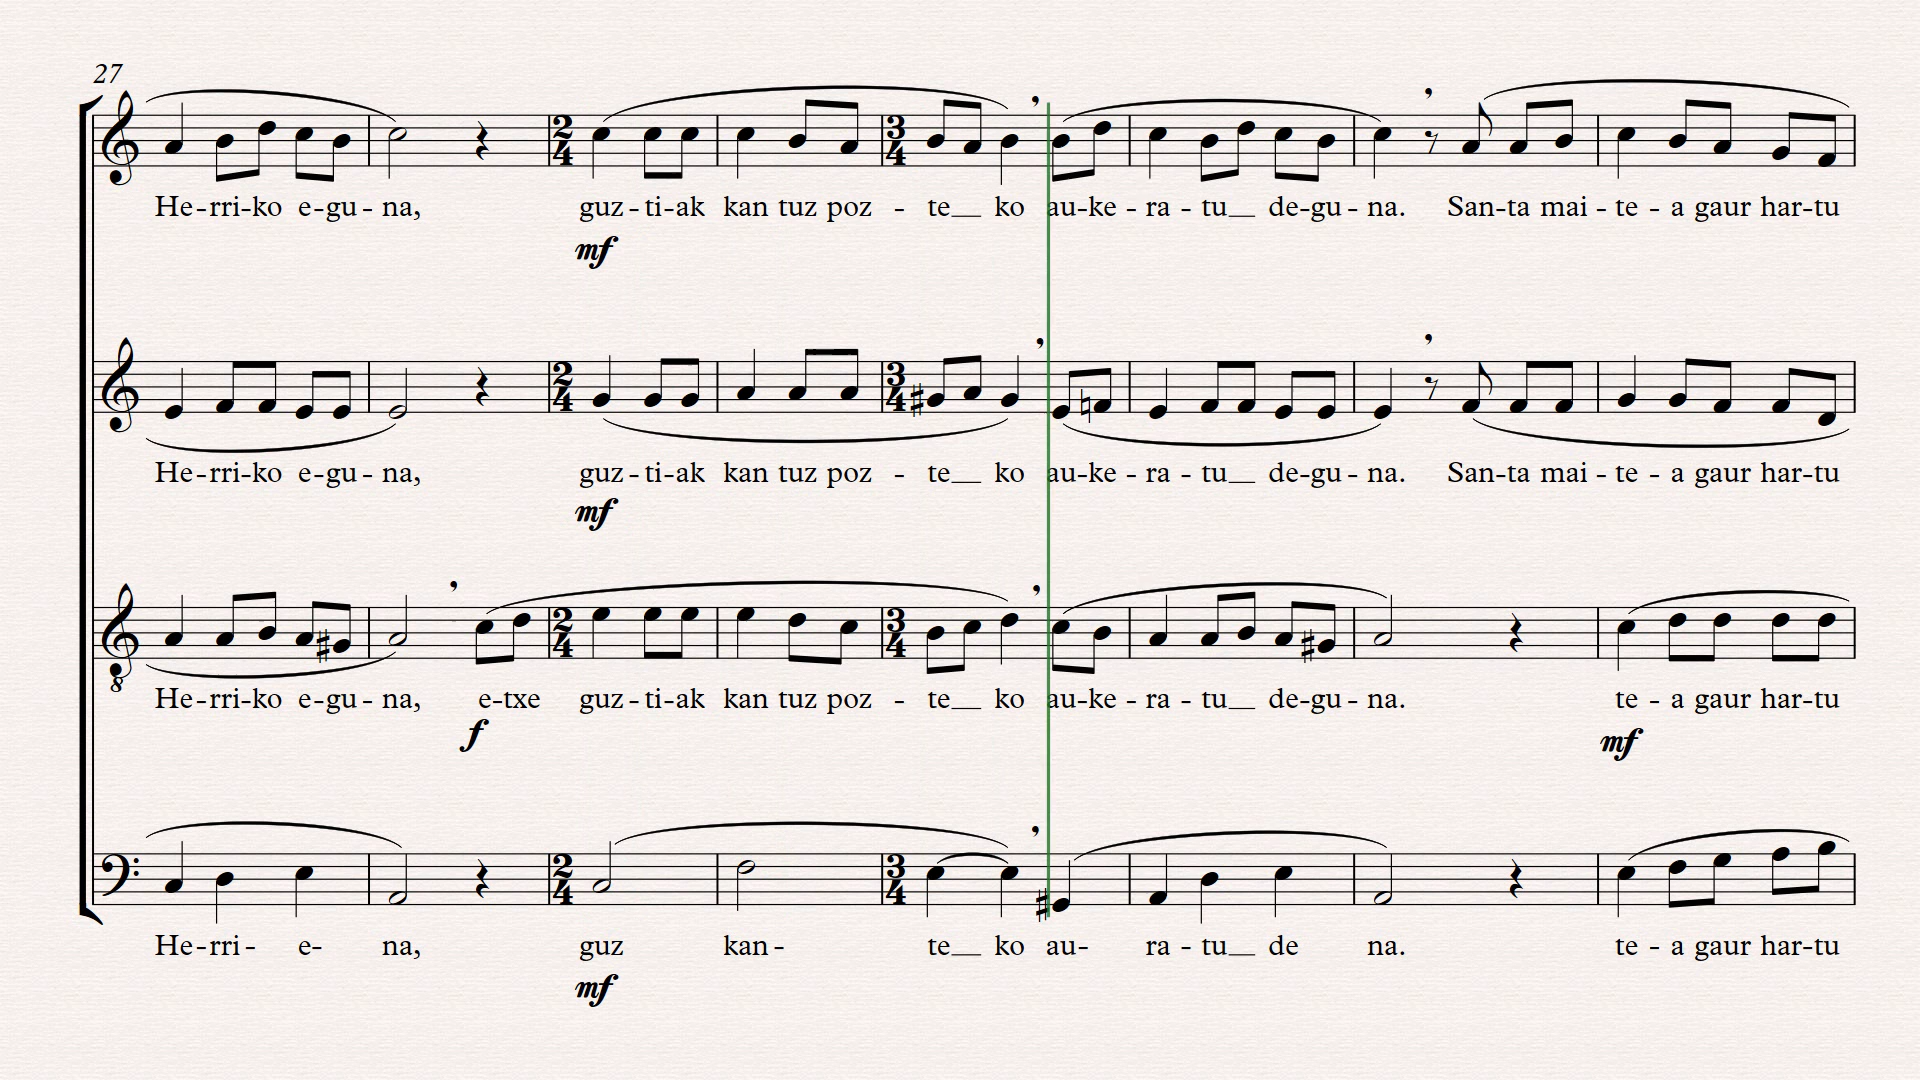 27
He-rri-ko e-gu-na, guz-ti-ak kan tuz poz - te__ ko au-ke-ra-tu__ de-gu-na. San-ta mai-te-a gaur har-tu
mf
He-rri-ko e-gu-na, guz-ti-ak kan tuz poz - te__ ko au-ke-ra-tu__ de-gu-na. San-ta mai-te-a gaur har-tu
mf
8
He-rri-ko e-gu-na, e-txe guz-ti-ak kan tuz poz - te__ ko au-ke-ra-tu__ de-gu-na. te-a gaur har-tu
f mf
He-rri- e- na, guz kan- te__ ko au- ra-tu__ de na. te-a gaur har-tu
mf